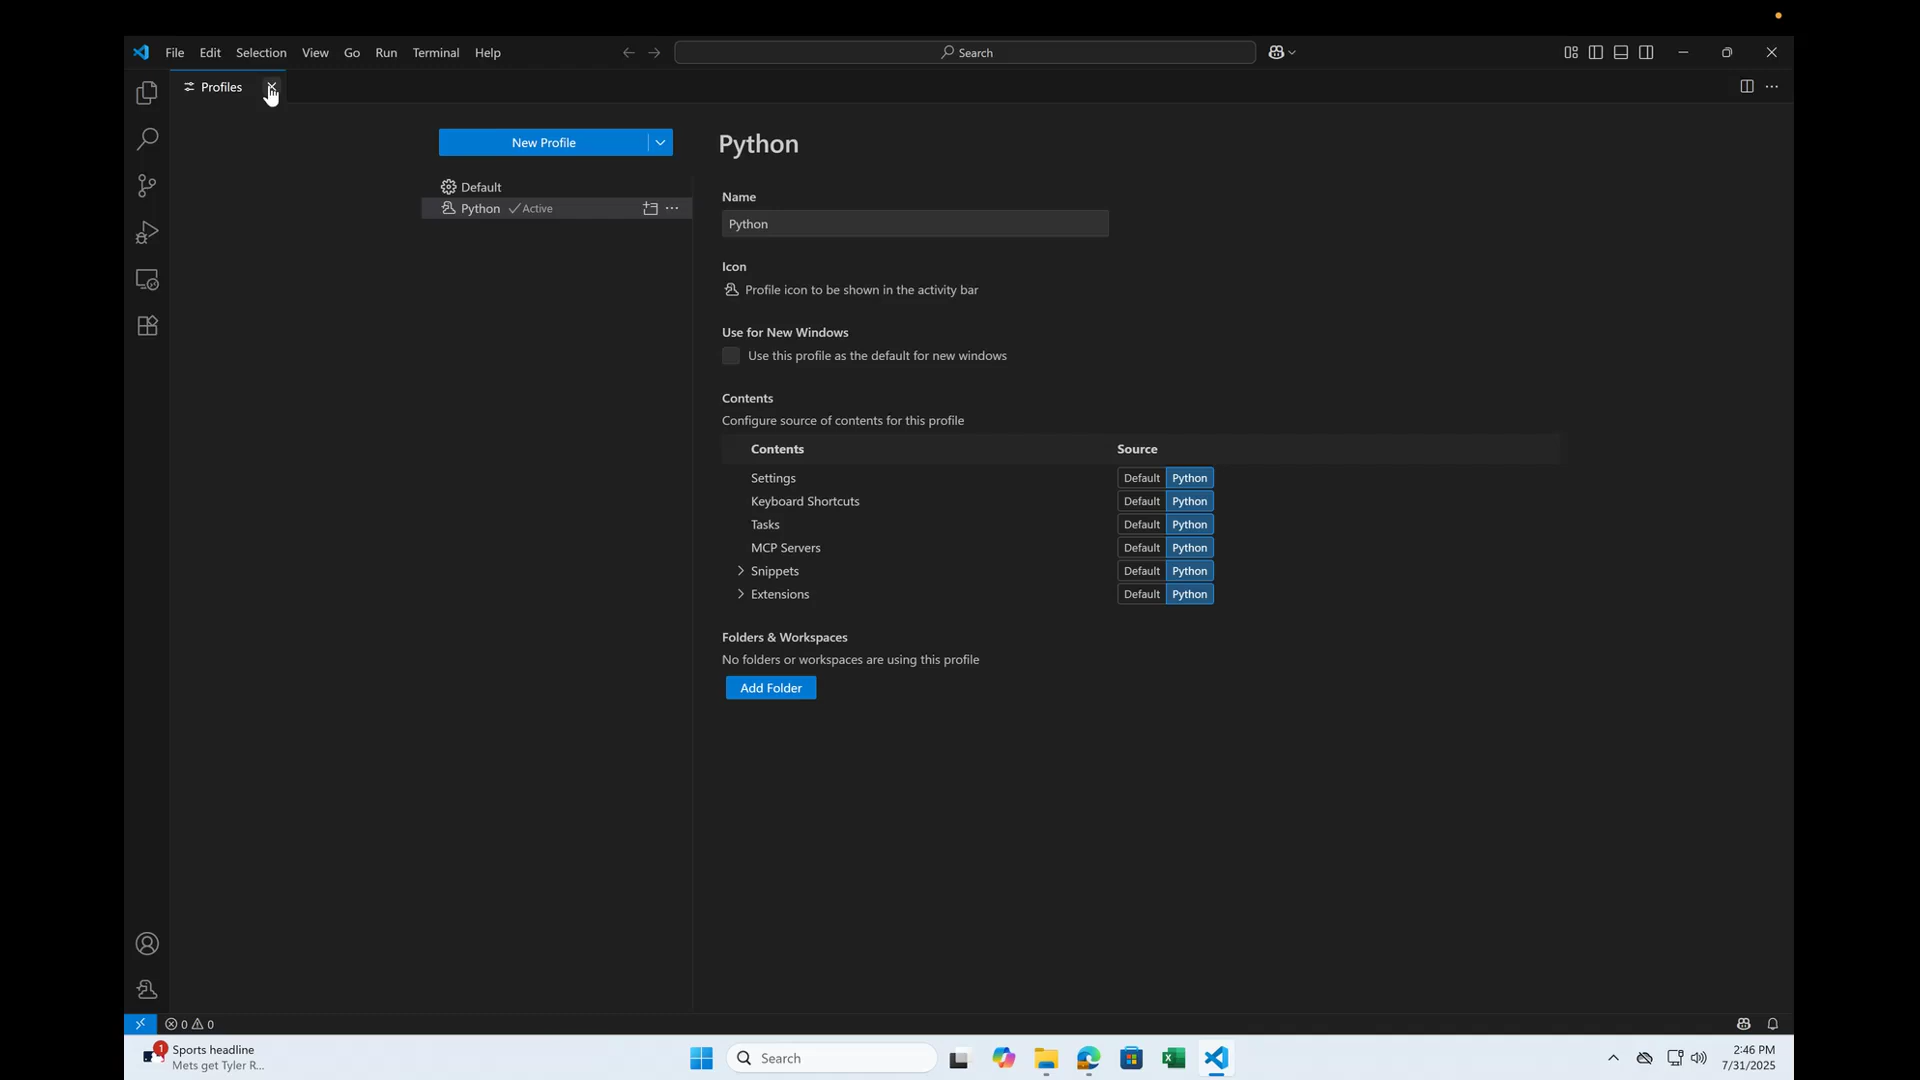 File Edit Selection View Go Run Terminal Help
Search
Profiles
New Profile
Default
Python Active
Python
Name
Python
Icon
Profile icon to be shown in the activity bar
Use for New Windows
Use this profile as the default for new windows
Contents
Configure source of contents for this profile
Contents Source
Settings Default Python
Keyboard Shortcuts Default Python
Tasks Default Python
MCP Servers Default Python
Snippets Default Python
Extensions Default Python
Folders & Workspaces
No folders or workspaces are using this profile
Add Folder
0 0
1
Sports headline
Mets get Tyler R...
Search
2:46 PM
7/31/2025